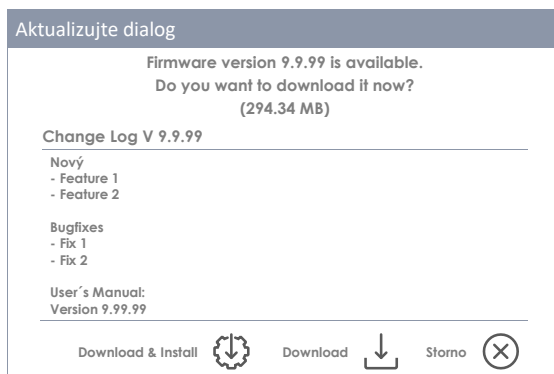 Aktualizujte dialog
Firmware version 9.9.99 is available.
Do you want to download it now?
(294.34 MB)
Change Log V 9.9.99
Nový
- Feature 1
- Feature 2
Bugfixes
- Fix 1
- Fix 2
User´s Manual:
Version 9.99.99
Download & Install Download Storno